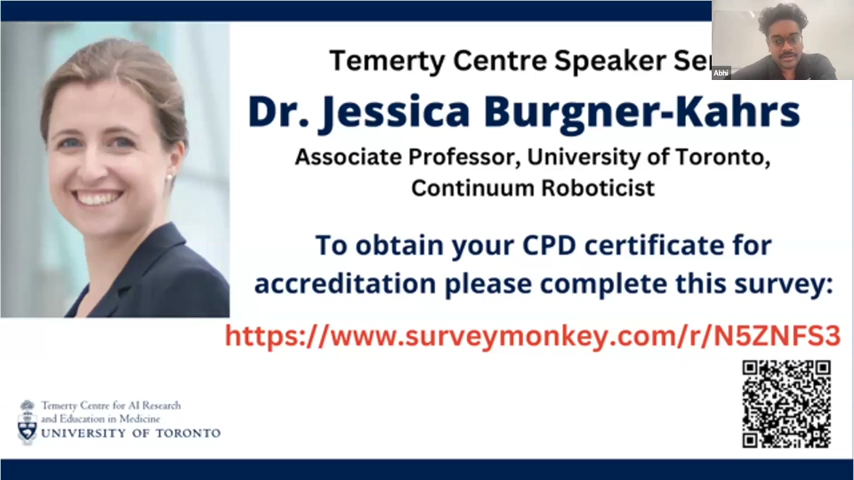 Temerty Centre Speaker Ser
Abhi
Dr. Jessica Burgner-Kahrs
Associate Professor, University of Toronto,
Continuum Roboticist
To obtain your CPD certificate for
accreditation please complete this survey:
https://www.surveymonkey.com/r/N5ZNFS3
Temerty Centre for AI Research
and Education in Medicine
UNIVERSITY OF TORONTO